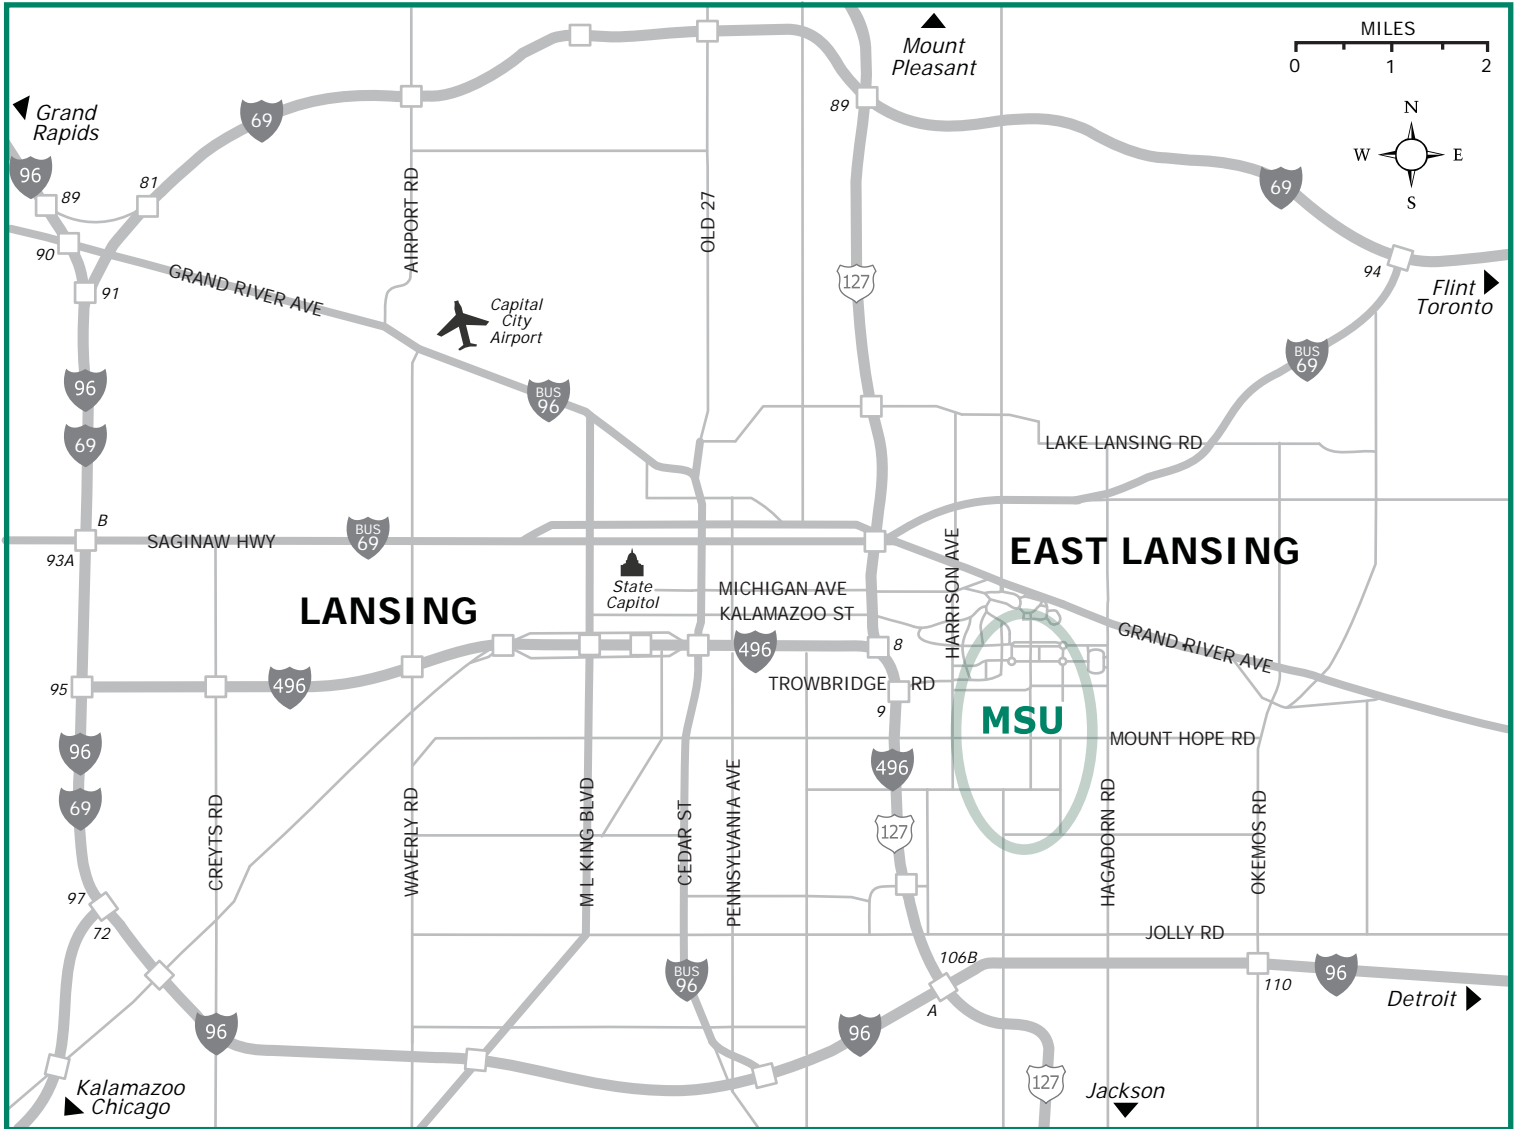 MILES
0 1 2
Mount
Pleasant
N
W E
S
Grand
Rapids
96
89
81
69
90
91
GRAND RIVER AVE
AIRPORT RD
OLD 27
89
127
69
94
Flint
Toronto
Capital
City
Airport
BUS
96
BUS
69
96
69
LAKE LANSING RD
B
93A
SAGINAW HWY
BUS
69
State
Capitol
MICHIGAN AVE
KALAMAZOO ST
HARRISON AVE
EAST LANSING
LANSING
GRAND RIVER AVE
496
8
95
496
TROWBRIDGE RD
9
MSU
MOUNT HOPE RD
96
69
496
127
CREYTS RD
WAVERLY RD
M L KING BLVD
CEDAR ST
PENNSYLVANIA AVE
HAGADORN RD
OKEMOS RD
97
72
JOLLY RD
BUS
96
106B
A
110
96
Detroit
96
96
127
Kalamazoo
Chicago
Jackson